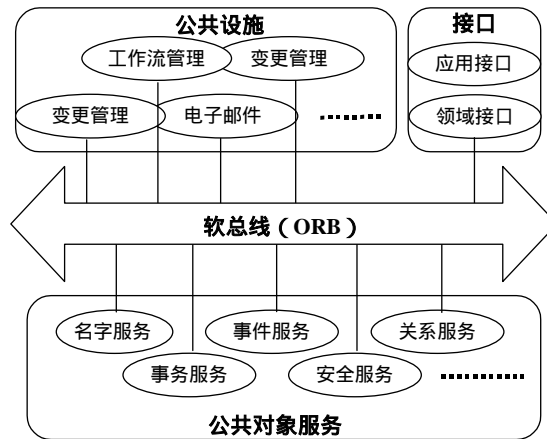 公共设施
接口
工作流管理
变更管理
应用接口
变更管理
电子邮件
领域接口
软总线（ORB）
名字服务
事件服务
关系服务
事务服务
安全服务
公共对象服务